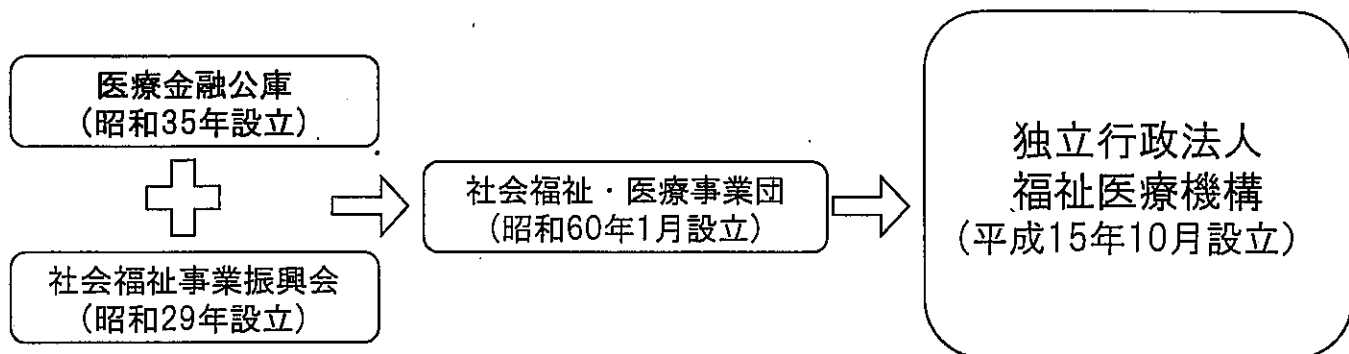 医療金融公庫
(昭和35年設立)
社会福祉事業振興会
(昭和29年設立)
社会福祉・医療事業団
(昭和60年1月設立)
独立行政法人
福祉医療機構
(平成15年10月設立)